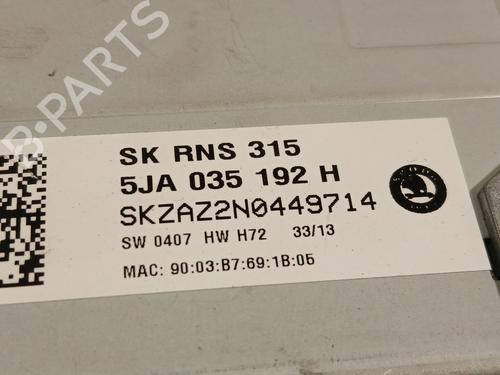 B-PARTS
SK RNS 315
5JA 035 192 H
SKZAZ2N0449714
SW 0407 HW H72 33/13
MAC: 90:03:B7:69:1B:05